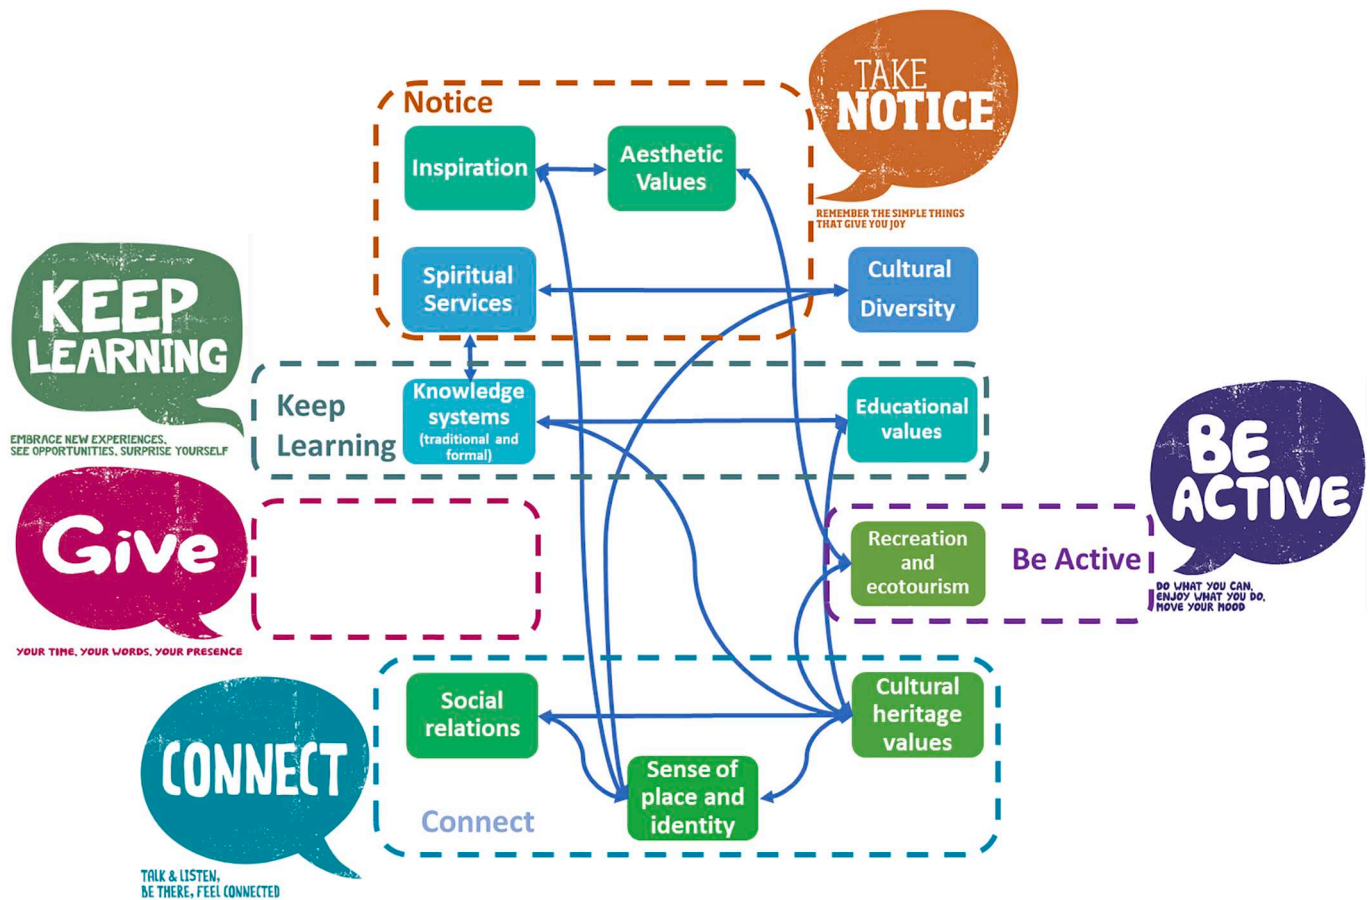 TAKE
NOTICE
REMEMBER THE SIMPLE THINGS
THAT GIVE YOU JOY
Notice
Inspiration
Aesthetic
Values
Spiritual
Services
Cultural
Diversity
KEEP
LEARNING
EMBRACE NEW EXPERIENCES,
SEE OPPORTUNITIES, SURPRISE YOURSELF
Keep
Learning
Knowledge
systems
(traditional and
formal)
Educational
values
BE
ACTIVE
DO WHAT YOU CAN,
ENJOY WHAT YOU DO,
MOVE YOUR MOOD
Give
YOUR TIME, YOUR WORDS, YOUR PRESENCE
Recreation
and
ecotourism
Be Active
Social
relations
Cultural
heritage
values
Sense of
place and
identity
Connect
CONNECT
TALK & LISTEN,
BE THERE, FEEL CONNECTED